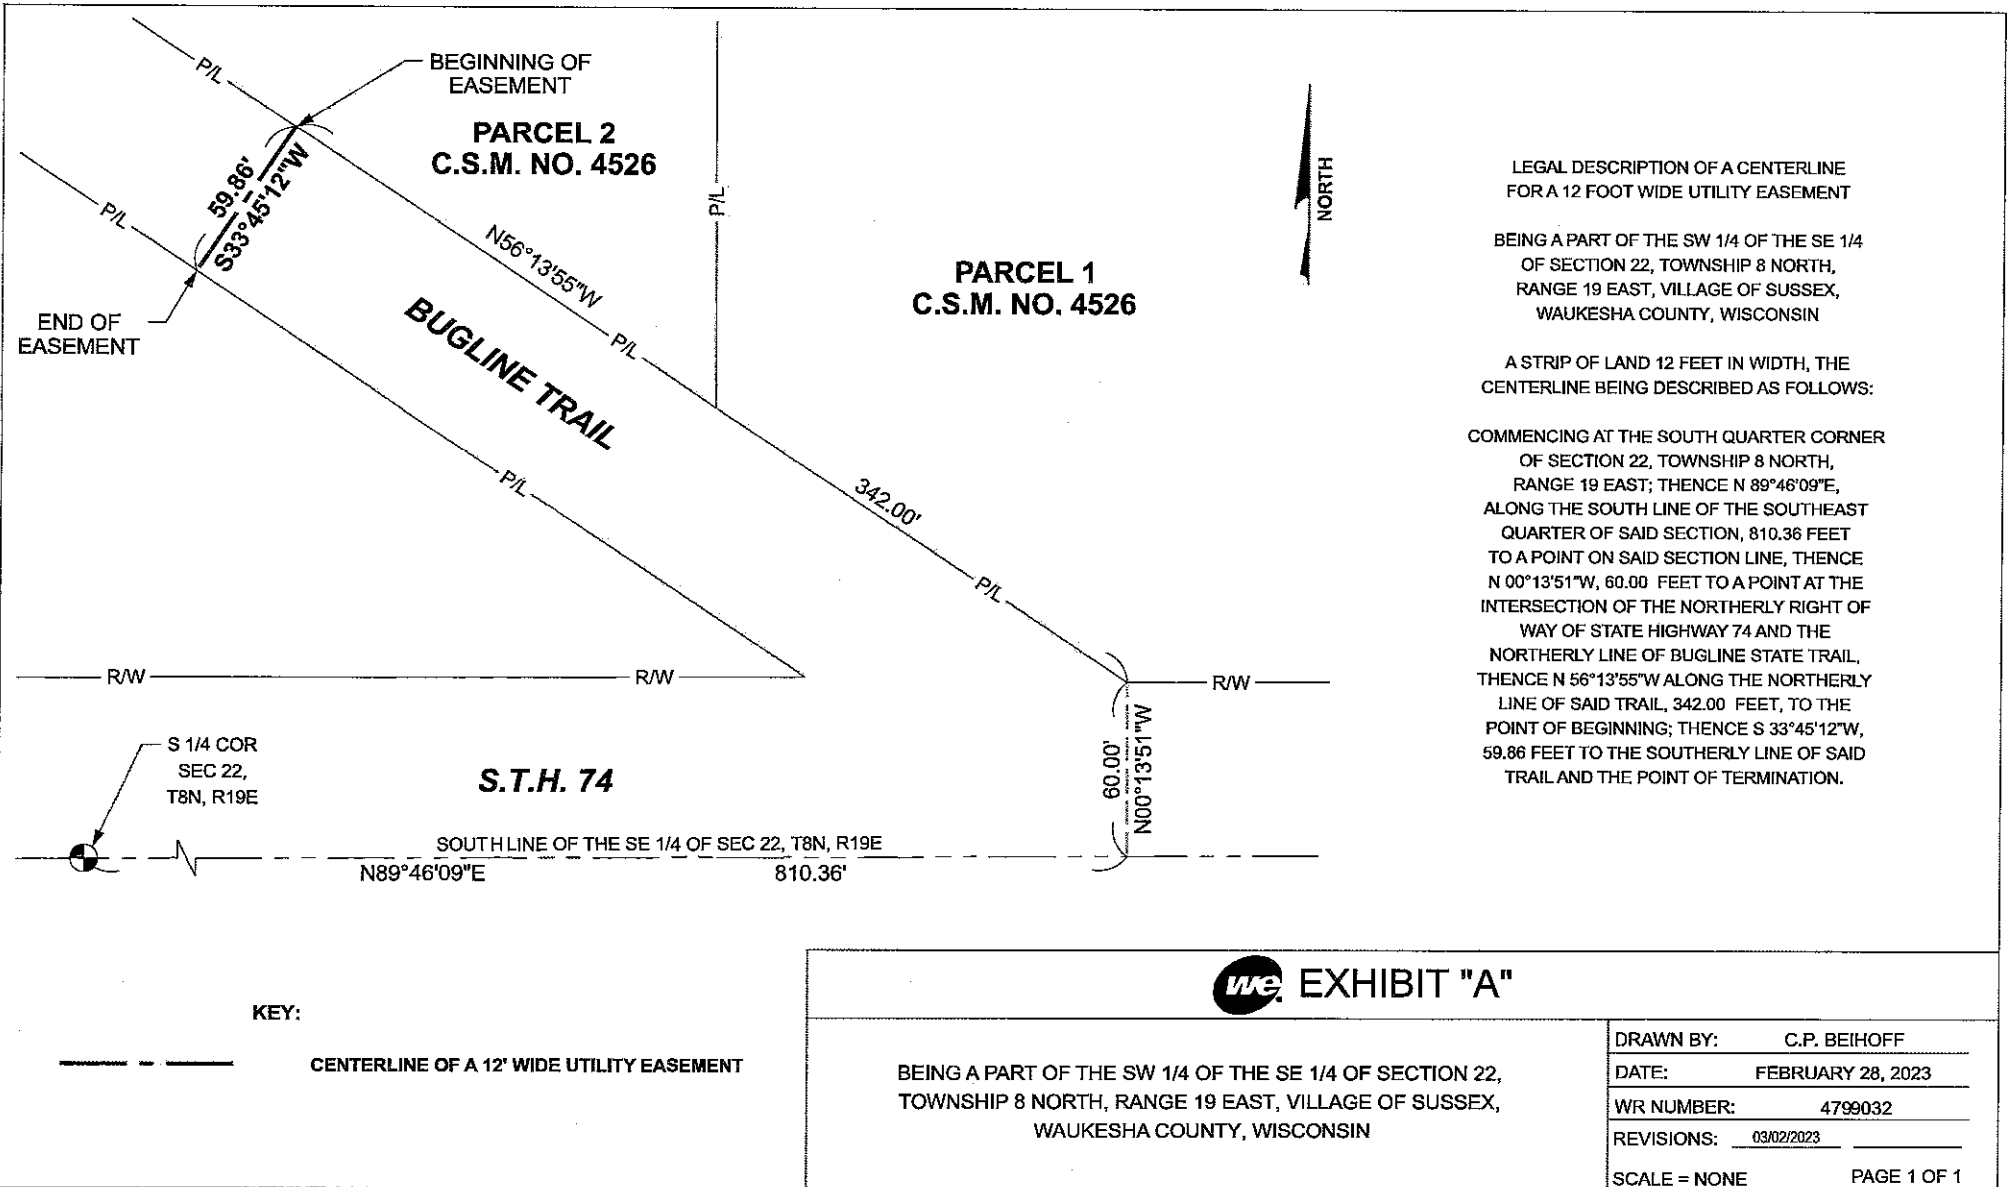 P/L
BEGINNING OF
EASEMENT
PARCEL 2
C.S.M. NO. 4526
P/L
59.86'
S33°45'12"W
P/L
N56°13'55"W
END OF
EASEMENT
BUGLINE TRAIL
P/L
PARCEL 1
C.S.M. NO. 4526
NORTH
P/L
342.00'
P/L
R/W
R/W
R/W
S 1/4 COR
SEC 22,
T8N, R19E
S.T.H. 74
60.00'
N00°13'51"W
SOUTH LINE OF THE SE 1/4 OF SEC 22, T8N, R19E
N89°46'09"E
810.36'
LEGAL DESCRIPTION OF A CENTERLINE
FOR A 12 FOOT WIDE UTILITY EASEMENT
BEING A PART OF THE SW 1/4 OF THE SE 1/4
OF SECTION 22, TOWNSHIP 8 NORTH,
RANGE 19 EAST, VILLAGE OF SUSSEX,
WAUKESHA COUNTY, WISCONSIN
A STRIP OF LAND 12 FEET IN WIDTH, THE
CENTERLINE BEING DESCRIBED AS FOLLOWS:
COMMENCING AT THE SOUTH QUARTER CORNER
OF SECTION 22, TOWNSHIP 8 NORTH,
RANGE 19 EAST; THENCE N 89°46'09"E,
ALONG THE SOUTH LINE OF THE SOUTHEAST
QUARTER OF SAID SECTION, 810.36 FEET
TO A POINT ON SAID SECTION LINE, THENCE
N 00°13'51"W, 60.00 FEET TO A POINT AT THE
INTERSECTION OF THE NORTHERLY RIGHT OF
WAY OF STATE HIGHWAY 74 AND THE
NORTHERLY LINE OF BUGLINE STATE TRAIL,
THENCE N 56°13'55"W ALONG THE NORTHERLY
LINE OF SAID TRAIL, 342.00 FEET, TO THE
POINT OF BEGINNING; THENCE S 33°45'12"W,
59.86 FEET TO THE SOUTHERLY LINE OF SAID
TRAIL AND THE POINT OF TERMINATION.
KEY:
CENTERLINE OF A 12' WIDE UTILITY EASEMENT
we. EXHIBIT "A"
BEING A PART OF THE SW 1/4 OF THE SE 1/4 OF SECTION 22,
TOWNSHIP 8 NORTH, RANGE 19 EAST, VILLAGE OF SUSSEX,
WAUKESHA COUNTY, WISCONSIN
DRAWN BY: C.P. BEIHOFF
DATE: FEBRUARY 28, 2023
WR NUMBER: 4799032
REVISIONS: 03/02/2023
SCALE = NONE PAGE 1 OF 1